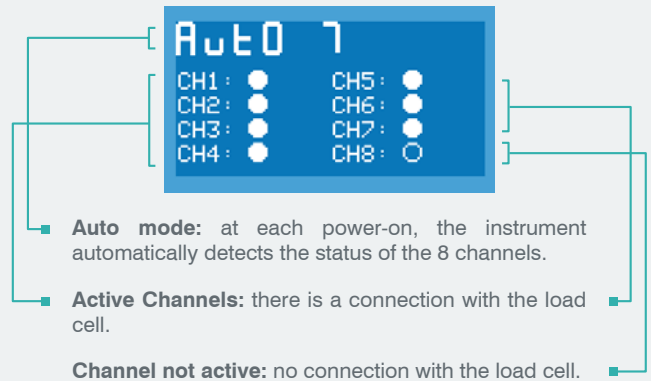 AutO 7
CH1: CH5:
CH2: CH6:
CH3: CH7:
CH4: CH8:
Auto mode: at each power-on, the instrument
automatically detects the status of the 8 channels.
Active Channels: there is a connection with the load
cell.
Channel not active: no connection with the load cell.